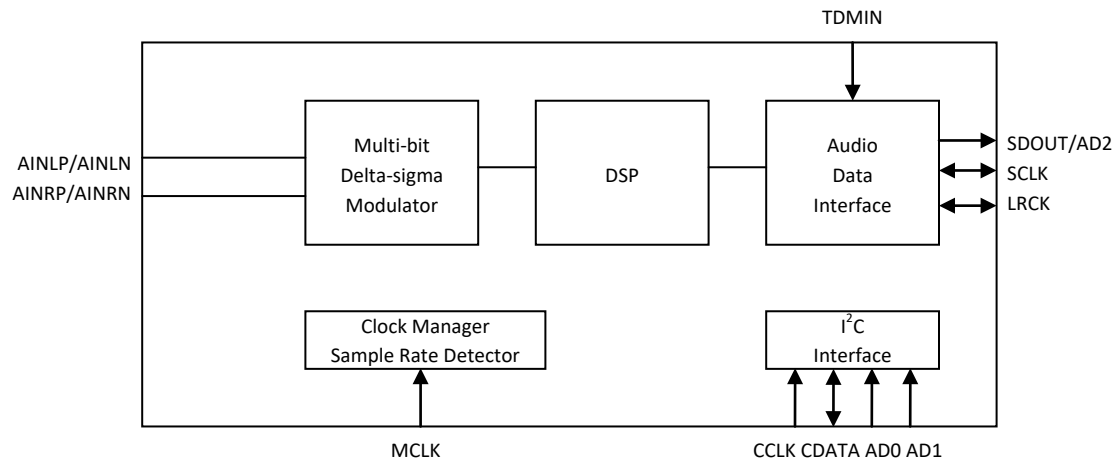 TDMIN
AINLP/AINLN
AINRP/AINRN
Multi-bit
Delta-sigma
Modulator
DSP
Audio
Data
Interface
SDOUT/AD2
SCLK
LRCK
Clock Manager
Sample Rate Detector
I²C
Interface
MCLK
CCLK CDATA AD0 AD1